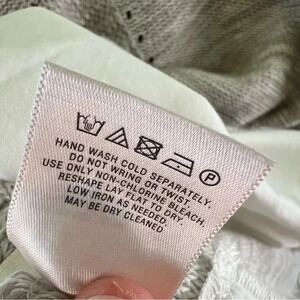 P
HAND WASH COLD SEPARATELY.
DO NOT WRING OR TWIST.
USE ONLY NON-CHLORINE BLEACH.
RESHAPE LAY FLAT TO DRY.
LOW IRON AS NEEDED.
MAY BE DRY CLEANED